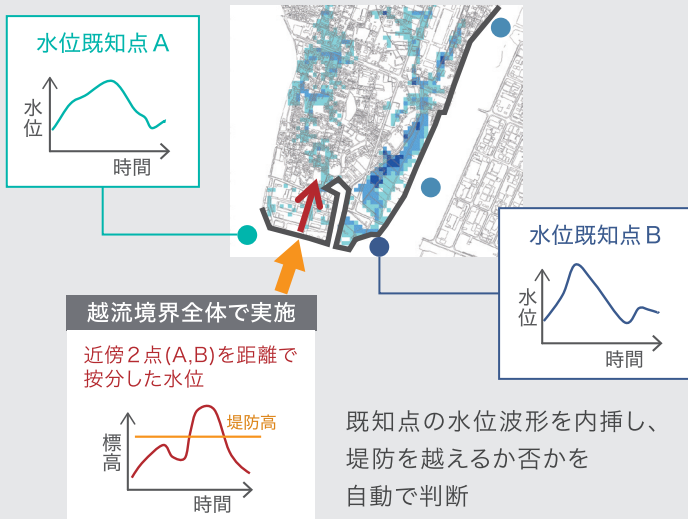 水位既知点A
水位
時間
水位既知点B
水位
時間
越流境界全体で実施
近傍2点(A,B)を距離で
按分した水位
堤防高
標高
時間
既知点の水位波形を内挿し、
堤防を越えるか否かを
自動で判断